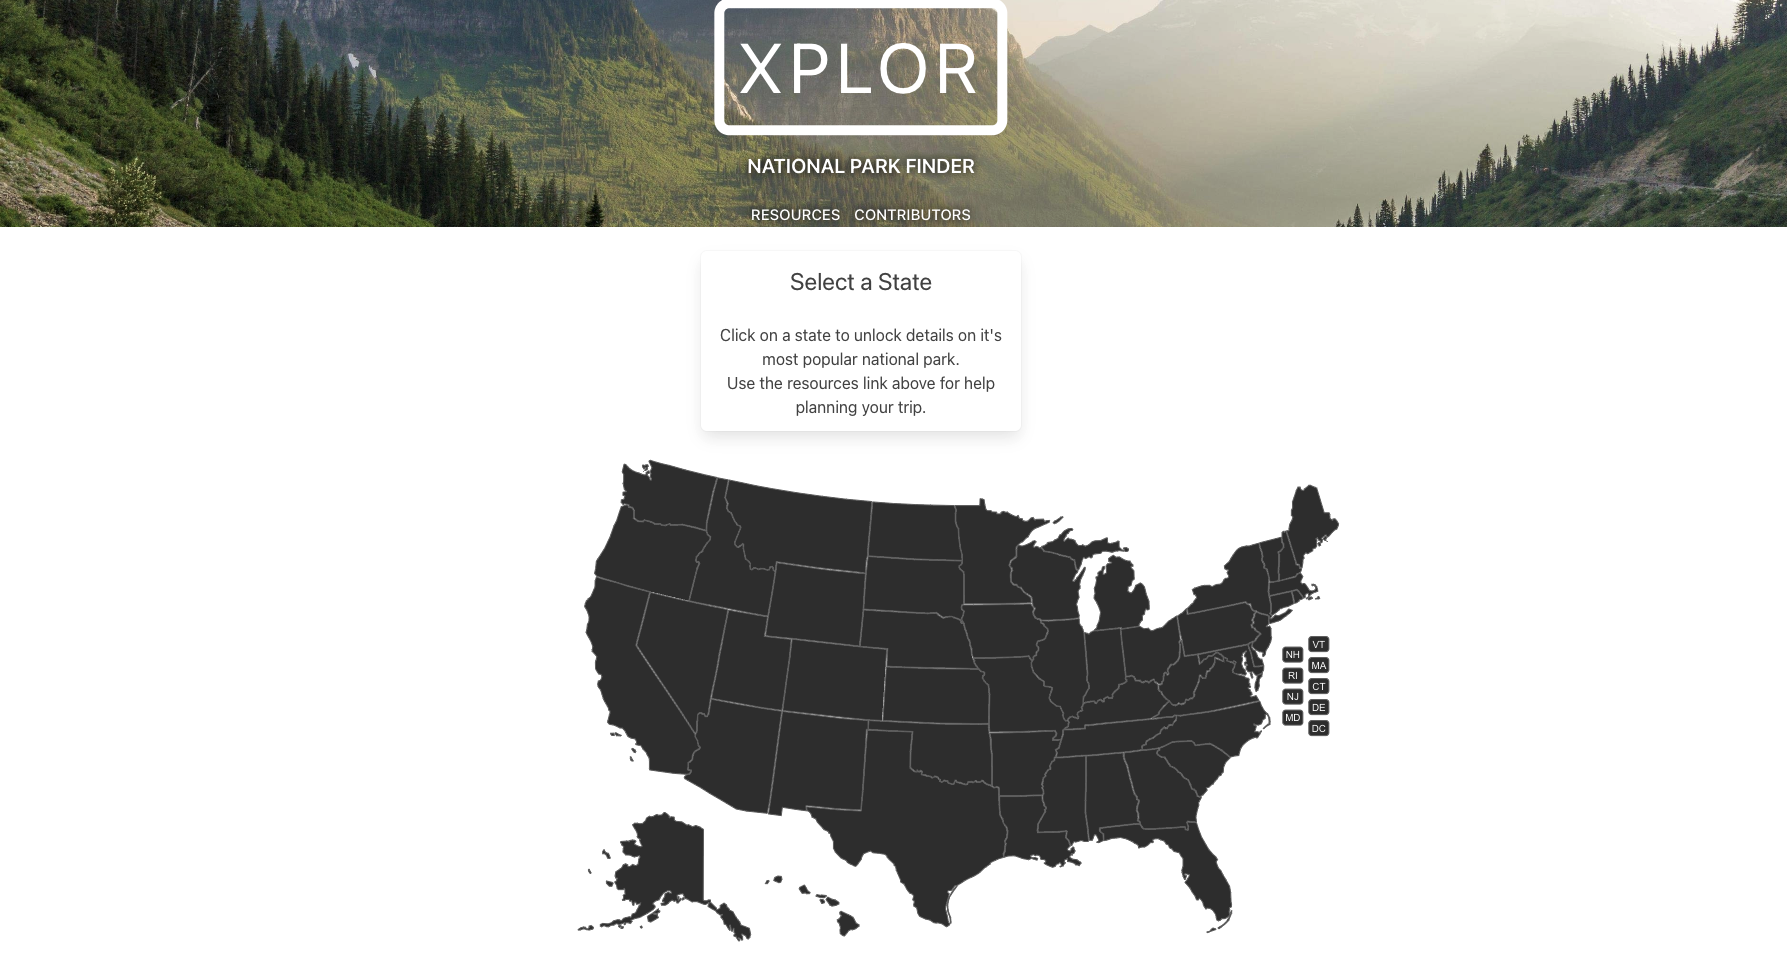 XPLOR
NATIONAL PARK FINDER
RESOURCES CONTRIBUTORS
Select a State
Click on a state to unlock details on it's
most popular national park.
Use the resources link above for help
planning your trip.
VT
NH
MA
RI
CT
NJ
DE
MD
DC